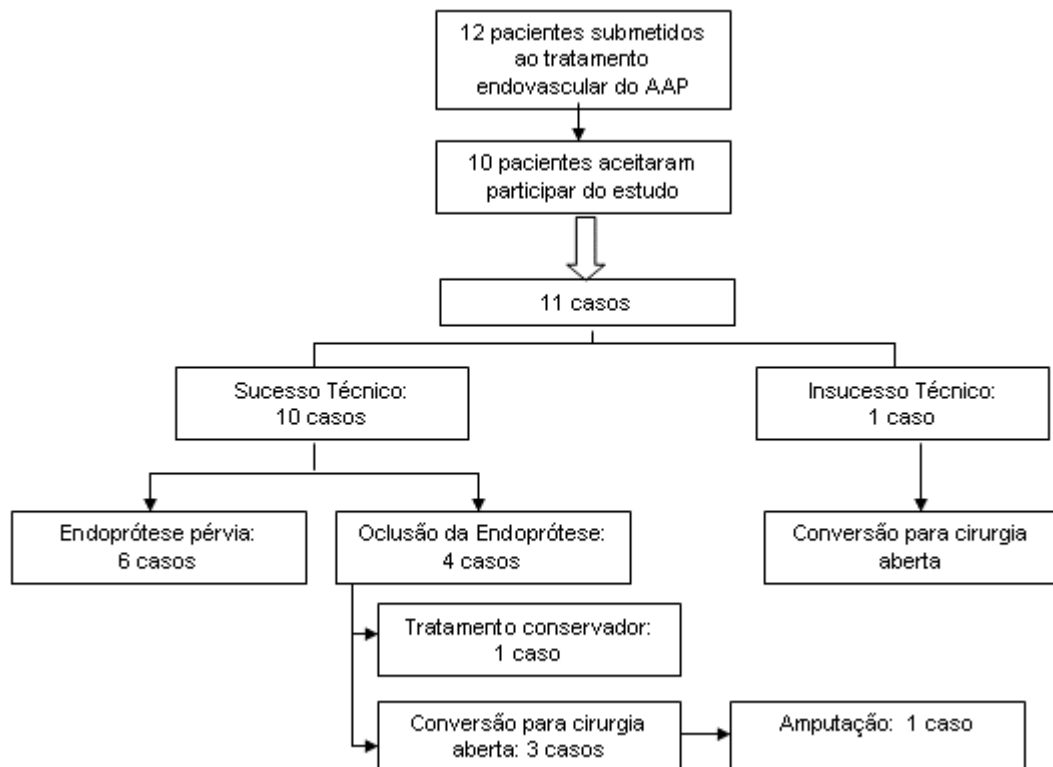 12 pacientes submetidos
ao tratamento
endovascular do AAP
10 pacientes aceitaram
participar do estudo
11 casos
Sucesso Técnico:
10 casos
Insucesso Técnico:
1 caso
Endoprótese pérvia:
6 casos
Oclusão da Endoprótese:
4 casos
Conversão para cirurgia
aberta
Tratamento conservador:
1 caso
Conversão para cirurgia
aberta: 3 casos
Amputação: 1 caso